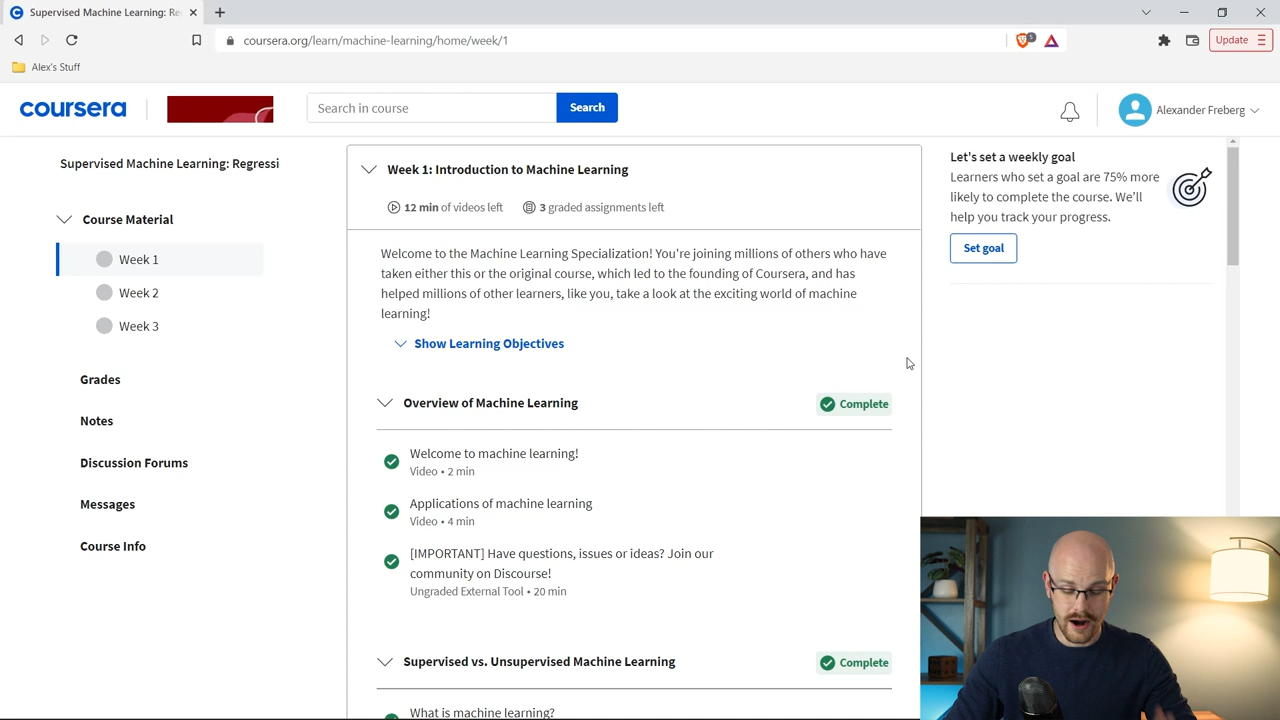 Supervised Machine Learning: Re
coursera.org/learn/machine-learning/home/week/1
5
Update
Alex's Stuff
coursera
Search in course
Search
Alexander Freberg
Supervised Machine Learning: Regressi
Course Material
Week 1
Week 2
Week 3
Grades
Notes
Discussion Forums
Messages
Course Info
Week 1: Introduction to Machine Learning
12 min of videos left
3 graded assignments left
Welcome to the Machine Learning Specialization! You're joining millions of others who have
taken either this or the original course, which led to the founding of Coursera, and has
helped millions of other learners, like you, take a look at the exciting world of machine
learning!
Show Learning Objectives
Overview of Machine Learning
Complete
Welcome to machine learning!
Video • 2 min
Applications of machine learning
Video • 4 min
[IMPORTANT] Have questions, issues or ideas? Join our
community on Discourse!
Ungraded External Tool • 20 min
Supervised vs. Unsupervised Machine Learning
Complete
What is machine learning?
Let's set a weekly goal
Learners who set a goal are 75% more
likely to complete the course. We'll
help you track your progress.
Set goal